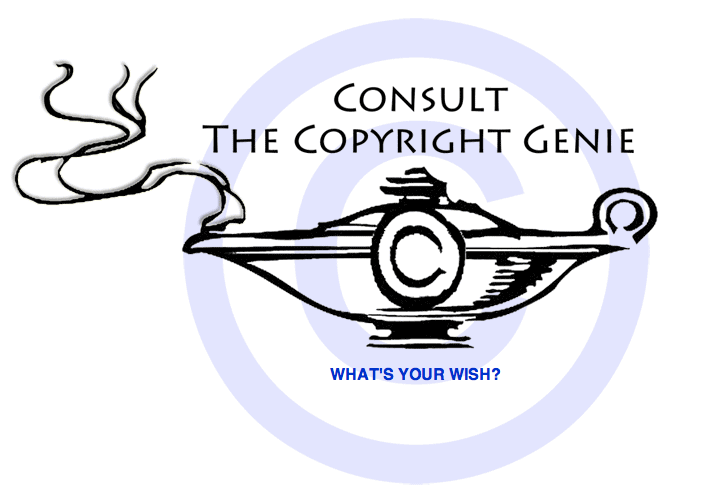 CONSULT
THE COPYRIGHT GENIE
C
WHAT'S YOUR WISH?